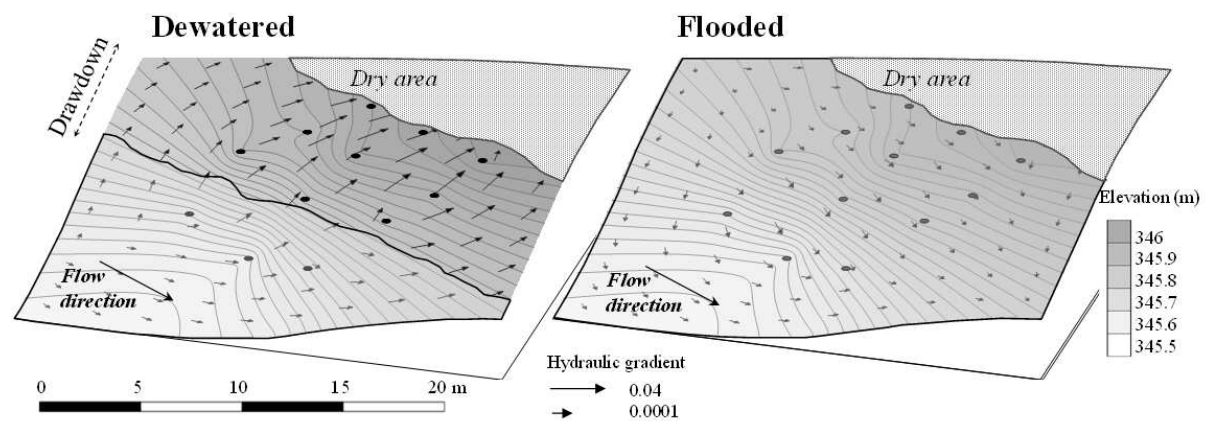 Dewatered
Flooded
Drawdown
Dry area
Dry area
Flow
direction
Flow
direction
Elevation (m)
346
345.9
345.8
345.7
345.6
345.5
Hydraulic gradient
0.04
0.0001
0 5 10 15 20 m